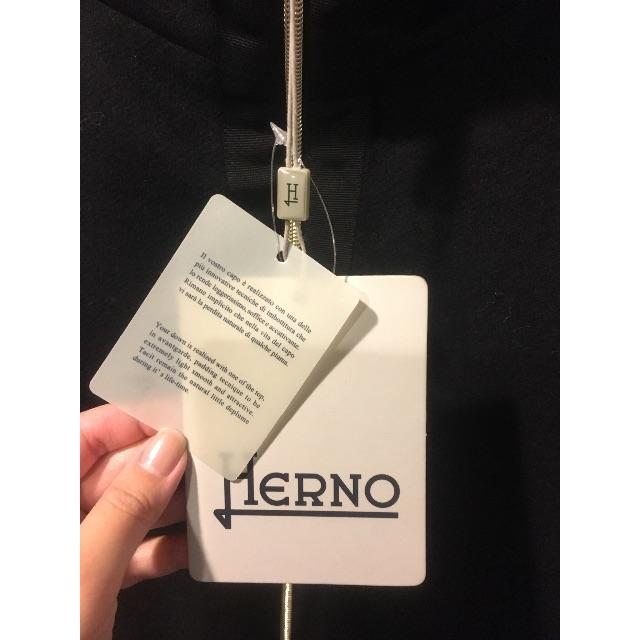 H
Il vostro capo è realizzato con una delle
più innovative tecniche di imbottitura che
lo rende leggerissimo, soffice e accattivante.
Rimane implicito che nella vita del capo
vi sarà la perdita naturale di qualche piuma.
Your down is realized with one of the top,
in avantgarde, padding tecnique to be
extremely light smooth and attractive.
Tacit remain the natural little deplume
during it's life-time.
HERNO